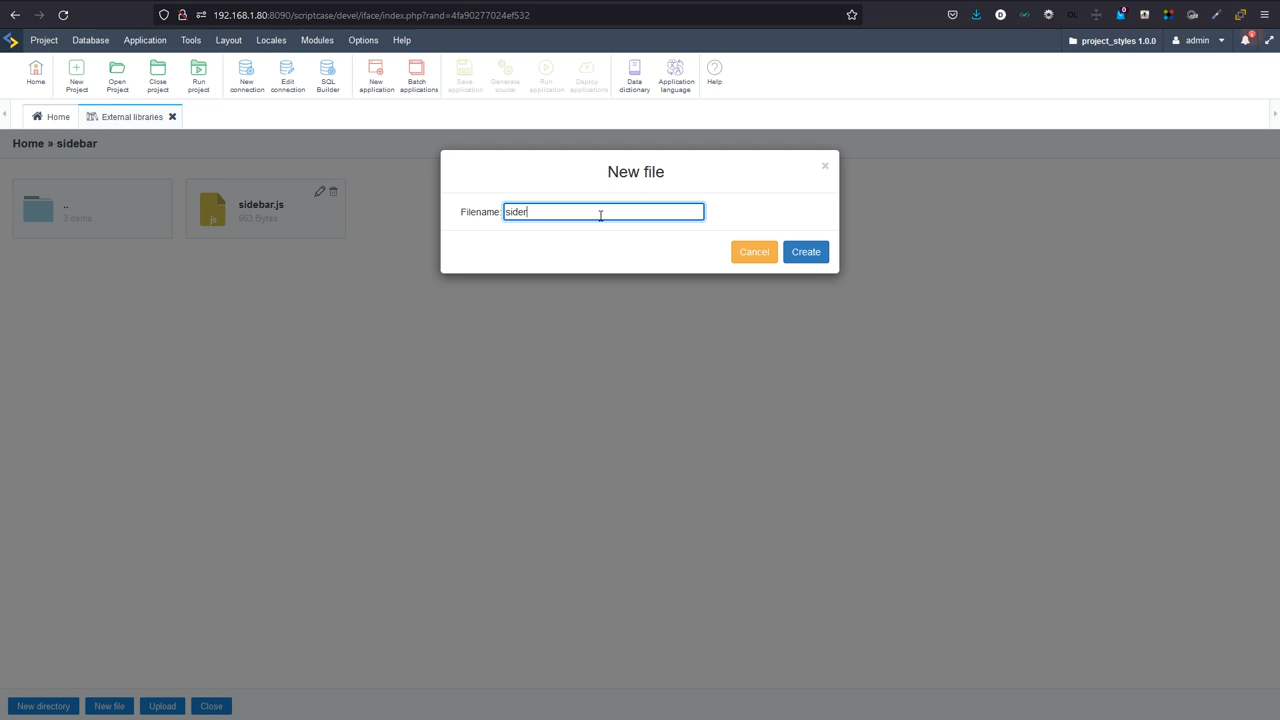 192.168.1.80:8090/scriptcase/devel/iface/index.php?rand=4fa90277024ef532
Project Database Application Tools Layout Locales Modules Options Help
project_styles 1.0.0 admin
Home
New Project
Open Project
Close project
Run project
New connection
Edit connection
SQL Builder
New application
Batch applications
Save application
Generate source
Run application
Deploy applications
Data dictionary
Application language
Help
Home External libraries
Home » sidebar
New file
..
3 items
js
sidebar.js
663 Bytes
Filename: sider
Cancel Create
New directory New file Upload Close